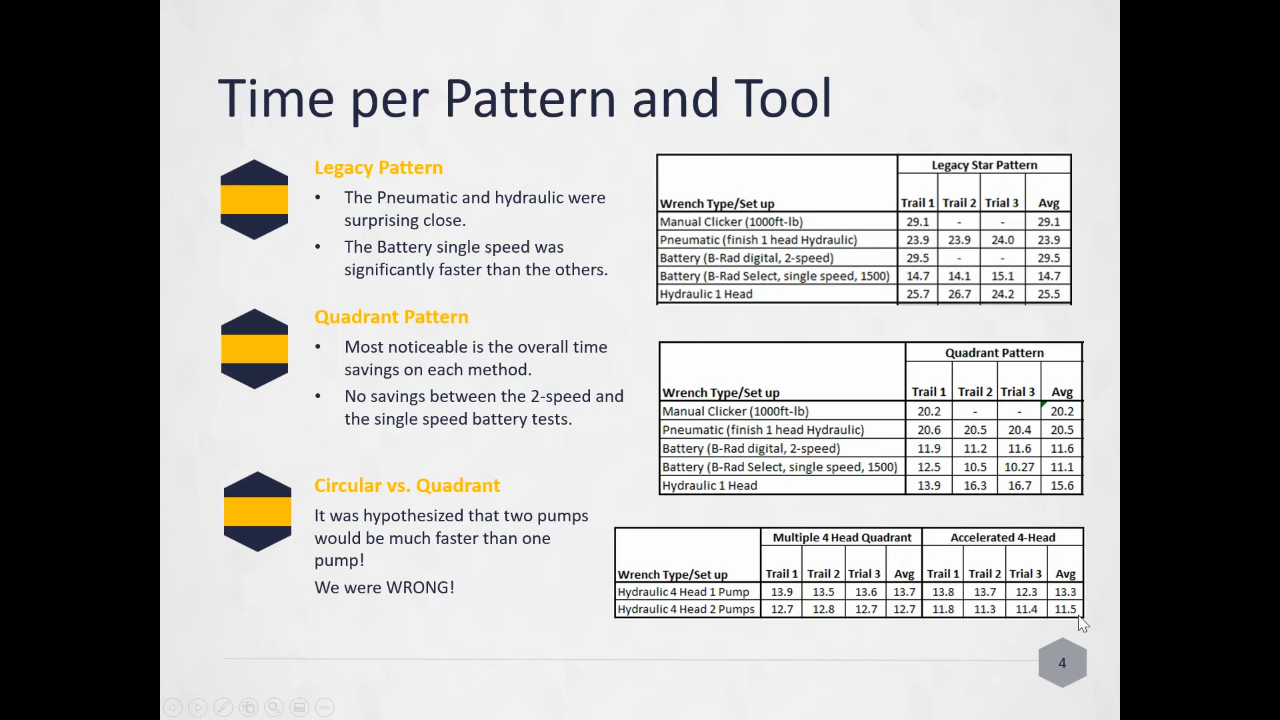 Time per Pattern and Tool
Legacy Pattern
• The Pneumatic and hydraulic were
surprising close.
• The Battery single speed was
significantly faster than the others.
Quadrant Pattern
• Most noticeable is the overall time
savings on each method.
• No savings between the 2-speed and
the single speed battery tests.
Circular vs. Quadrant
It was hypothesized that two pumps
would be much faster than one
pump!
We were WRONG!
Legacy Star Pattern
Wrench Type/Set up Trail 1 Trail 2 Trial 3 Avg
Manual Clicker (1000ft-lb) 29.1 - - 29.1
Pneumatic (finish 1 head Hydraulic) 23.9 23.9 24.0 23.9
Battery (B-Rad digital, 2-speed) 29.5 - - 29.5
Battery (B-Rad Select, single speed, 1500) 14.7 14.1 15.1 14.7
Hydraulic 1 Head 25.7 26.7 24.2 25.5
Quadrant Pattern
Wrench Type/Set up Trail 1 Trail 2 Trial 3 Avg
Manual Clicker (1000ft-lb) 20.2 - - 20.2
Pneumatic (finish 1 head Hydraulic) 20.6 20.5 20.4 20.5
Battery (B-Rad digital, 2-speed) 11.9 11.2 11.6 11.6
Battery (B-Rad Select, single speed, 1500) 12.5 10.5 10.27 11.1
Hydraulic 1 Head 13.9 16.3 16.7 15.6
Multiple 4 Head Quadrant Accelerated 4-Head
Wrench Type/Set up Trail 1 Trail 2 Trial 3 Avg Trail 1 Trail 2 Trial 3 Avg
Hydraulic 4 Head 1 Pump 13.9 13.5 13.6 13.7 13.8 13.7 12.3 13.3
Hydraulic 4 Head 2 Pumps 12.7 12.8 12.7 12.7 11.8 11.3 11.4 11.5
4